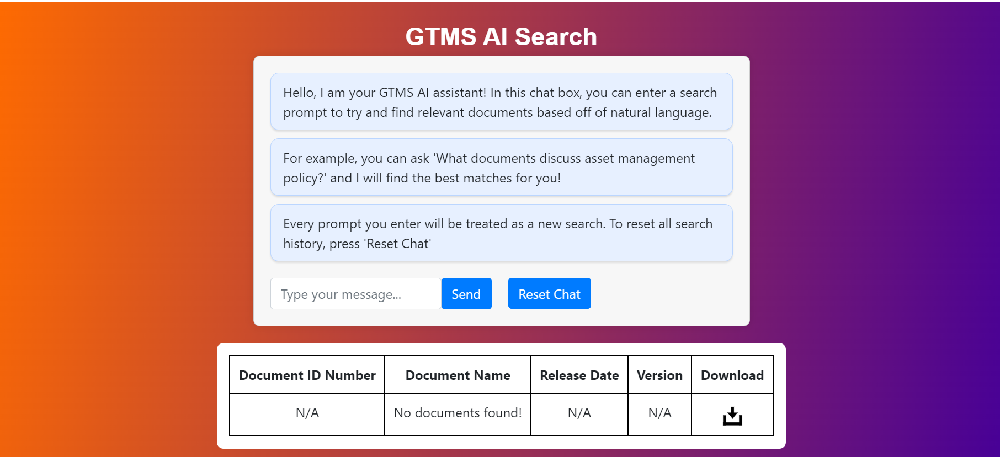 GTMS AI Search
Hello, I am your GTMS AI assistant! In this chat box, you can enter a search
prompt to try and find relevant documents based off of natural language.
For example, you can ask 'What documents discuss asset management
policy?' and I will find the best matches for you!
Every prompt you enter will be treated as a new search. To reset all search
history, press 'Reset Chat'
Type your message... Send Reset Chat
Document ID Number Document Name Release Date Version Download
N/A No documents found! N/A N/A